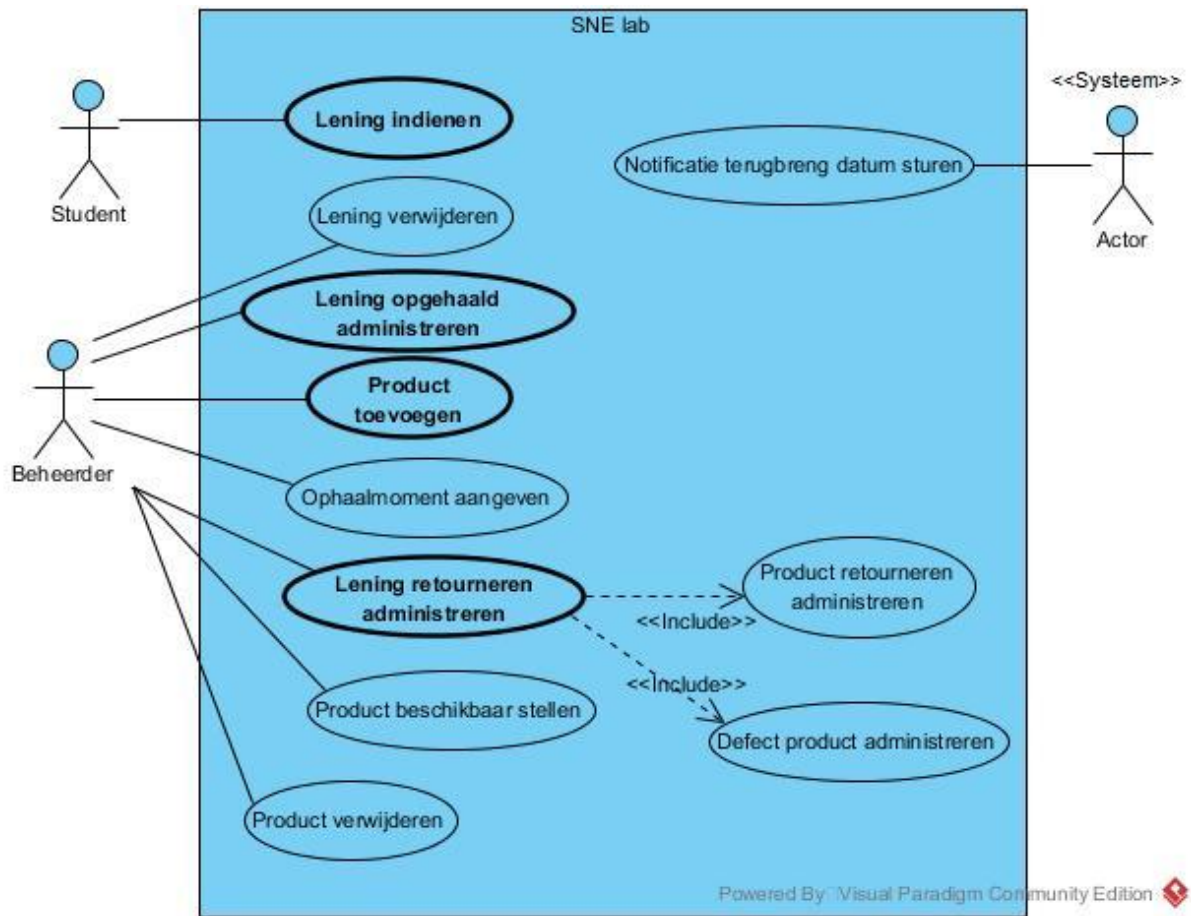 SNE lab
<<Systeem>>
Lening indienen
Notificatie terugbreng datum sturen
Student
Actor
Lening verwijderen
Lening opgehaald
administreren
Product
toevoegen
Beheerder
Ophaalmoment aangeven
Lening retourneren
administreren
Product retourneren
administreren
<<Include>>
<<Include>>
Product beschikbaar stellen
Defect product administreren
Product verwijderen
Powered By Visual Paradigm Community Edition